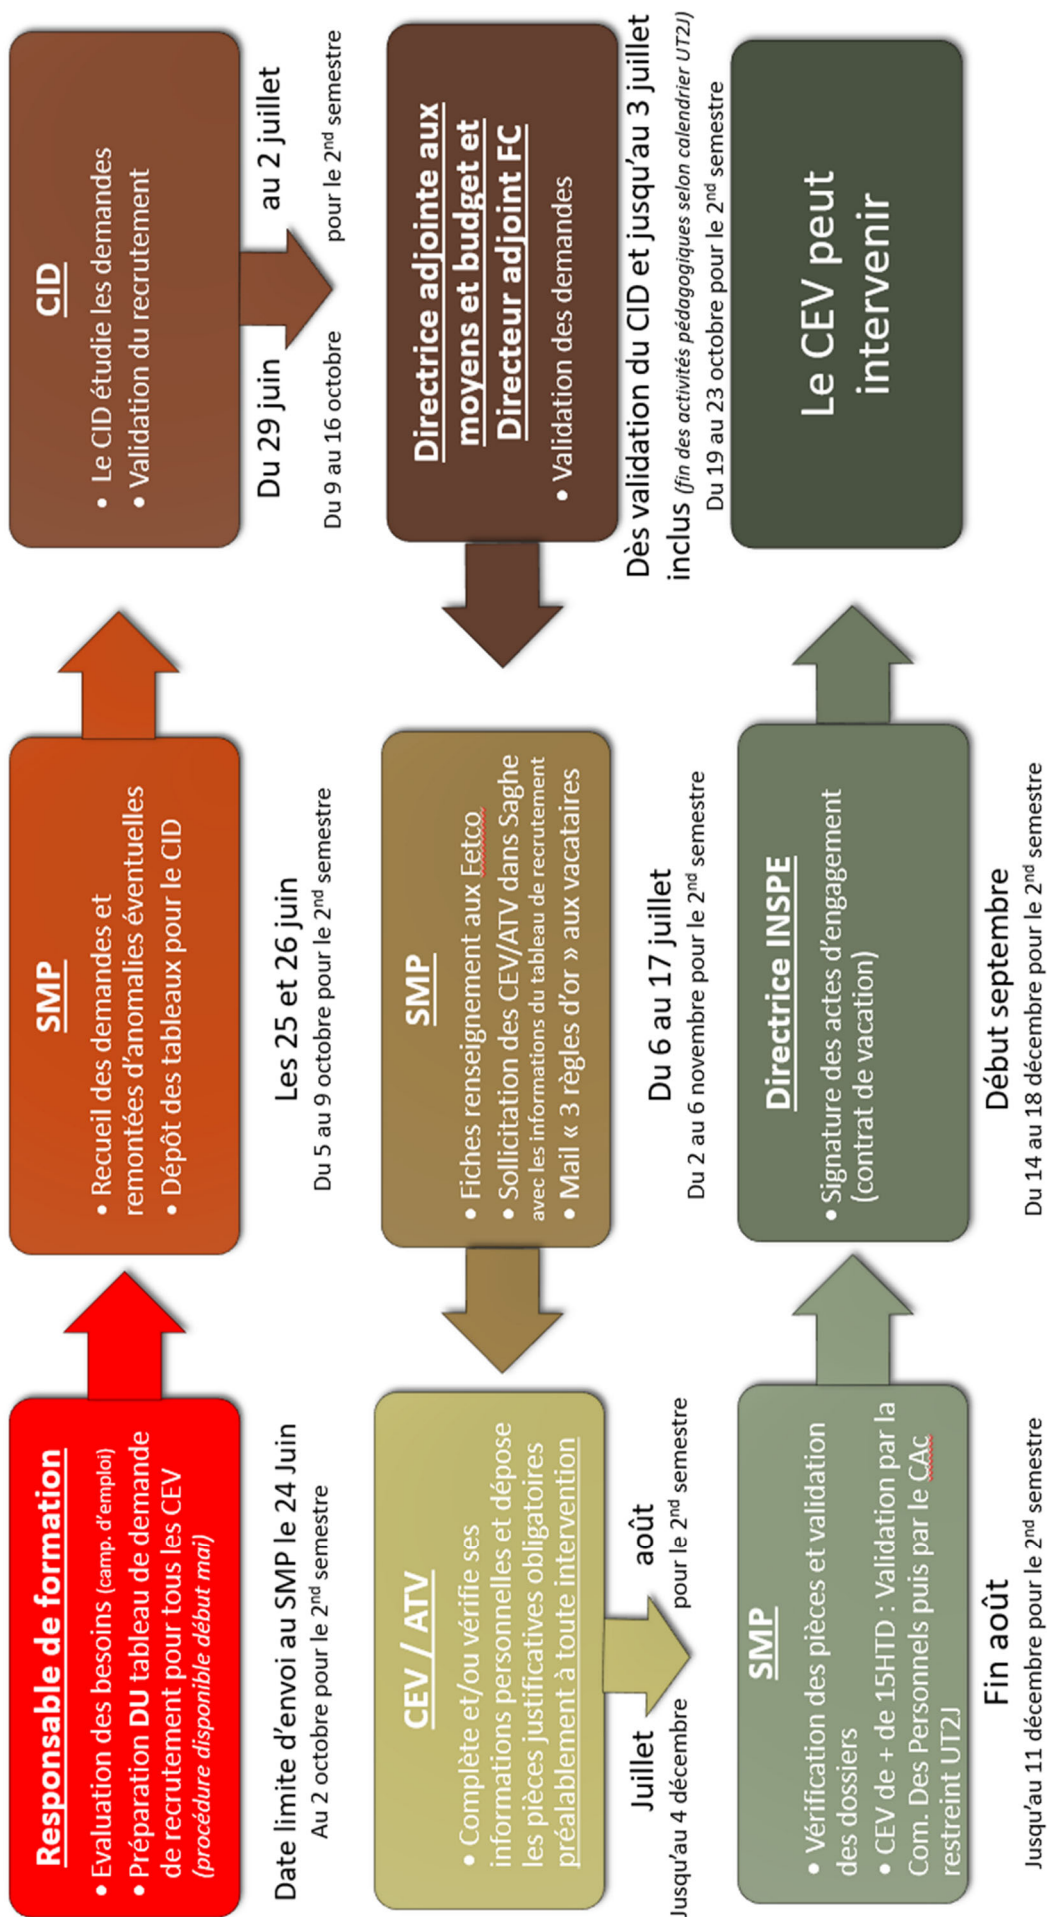 Responsable de formation
• Evaluation des besoins (camp. d'emploi)
• Préparation DU tableau de demande
de recrutement pour tous les CEV
(procédure disponible début mai)
Date limite d'envoi au SMP le 24 Juin
Au 2 octobre pour le 2nd semestre
SMP
• Recueil des demandes et
remontées d'anomalies éventuelles
• Dépôt des tableaux pour le CID
Les 25 et 26 juin
Du 5 au 9 octobre pour le 2nd semestre
CID
• Le CID étudie les demandes
• Validation du recrutement
Du 29 juin au 2 juillet
Du 9 au 16 octobre pour le 2nd semestre
Directrice adjointe aux
moyens et budget et
Directeur adjoint FC
• Validation des demandes
Dès validation du CID et jusqu'au 3 juillet
inclus (fin des activités pédagogiques selon calendrier UT2J)
Du 19 au 23 octobre pour le 2nd semestre
SMP
• Fiches renseignement aux Fetco
• Sollicitation des CEV/ATV dans Saghe
avec les informations du tableau de recrutement
• Mail « 3 règles d'or » aux vacataires
Du 6 au 17 juillet
Du 2 au 6 novembre pour le 2nd semestre
CEV / ATV
• Complète et/ou vérifie ses
informations personnelles et dépose
les pièces justificatives obligatoires
préalablement à toute intervention
Juillet août
Jusqu'au 4 décembre pour le 2nd semestre
SMP
• Vérification des pièces et validation
des dossiers
• CEV de + de 15HTD : Validation par la
Com. Des Personnels puis par le CAc
restreint UT2J
Fin août
Jusqu'au 11 décembre pour le 2nd semestre
Directrice INSPE
• Signature des actes d'engagement
(contrat de vacation)
Début septembre
Du 14 au 18 décembre pour le 2nd semestre
Le CEV peut
intervenir